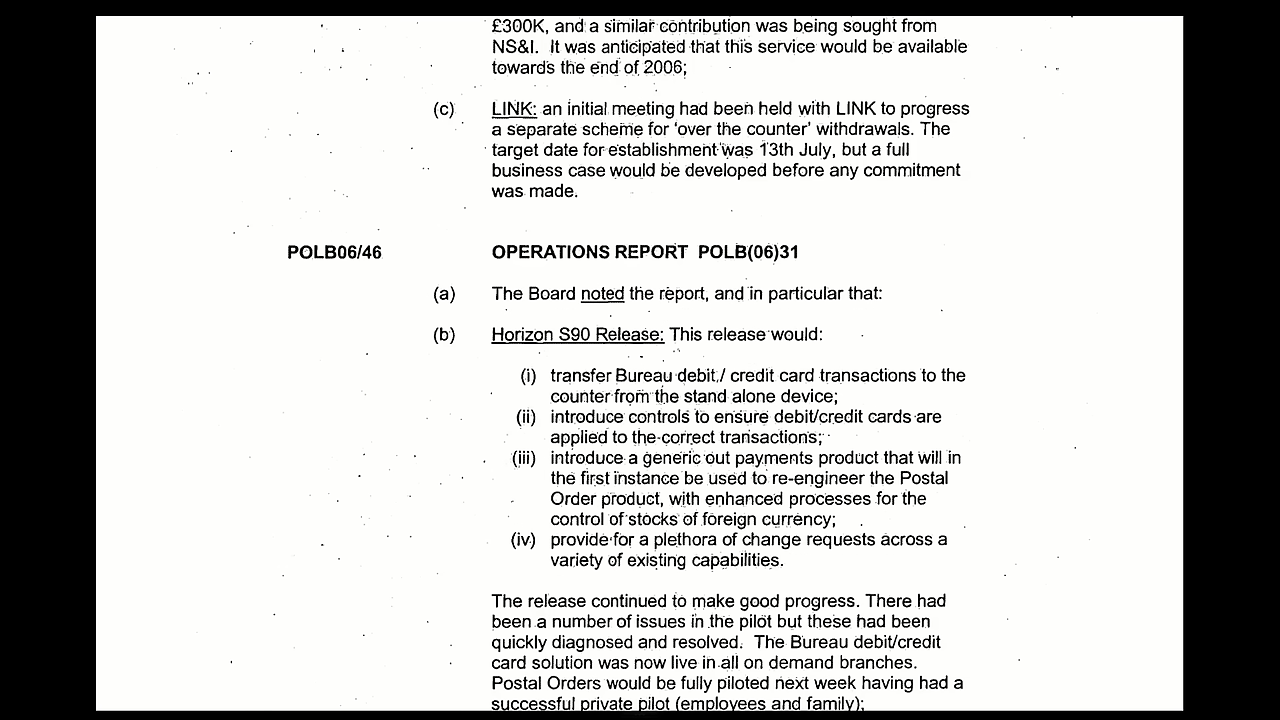 £300K, and a similar contribution was being sought from
NS&I. It was anticipated that this service would be available
towards the end of 2006;
(c) LINK: an initial meeting had been held with LINK to progress
a separate scheme for 'over the counter' withdrawals. The
target date for establishment was 13th July, but a full
business case would be developed before any commitment
was made.
POLB06/46 OPERATIONS REPORT POLB(06)31
(a) The Board noted the report, and in particular that:
(b) Horizon S90 Release: This release would:
(i) transfer Bureau debit / credit card transactions to the
counter from the stand alone device;
(ii) introduce controls to ensure debit/credit cards are
applied to the correct transactions;
(iii) introduce a generic out payments product that will in
the first instance be used to re-engineer the Postal
Order product, with enhanced processes for the
control of stocks of foreign currency;
(iv) provide for a plethora of change requests across a
variety of existing capabilities.
The release continued to make good progress. There had
been a number of issues in the pilot but these had been
quickly diagnosed and resolved. The Bureau debit/credit
card solution was now live in all on demand branches.
Postal Orders would be fully piloted next week having had a
successful private pilot (employees and family);